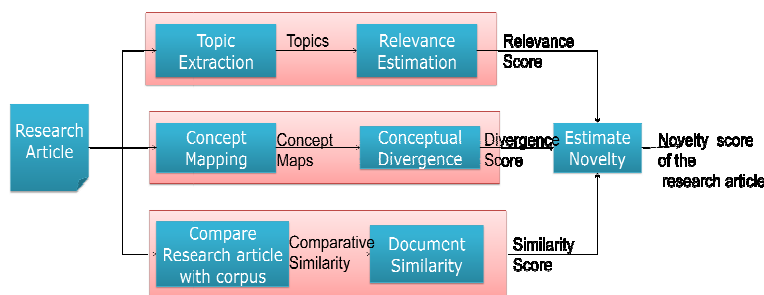 Topic
Extraction
Topics
Relevance
Estimation
Relevance
Score
Research
Article
Concept
Mapping
Concept
Maps
Conceptual
Divergence
Divergence
Score
Estimate
Novelty
Novelty score
of the
research article
Compare
Research article
with corpus
Comparative
Similarity
Document
Similarity
Similarity
Score